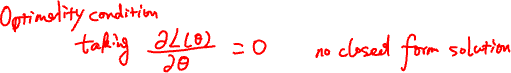 Optimality condition
taking ∂L(θ)/∂θ = 0 no closed form solution